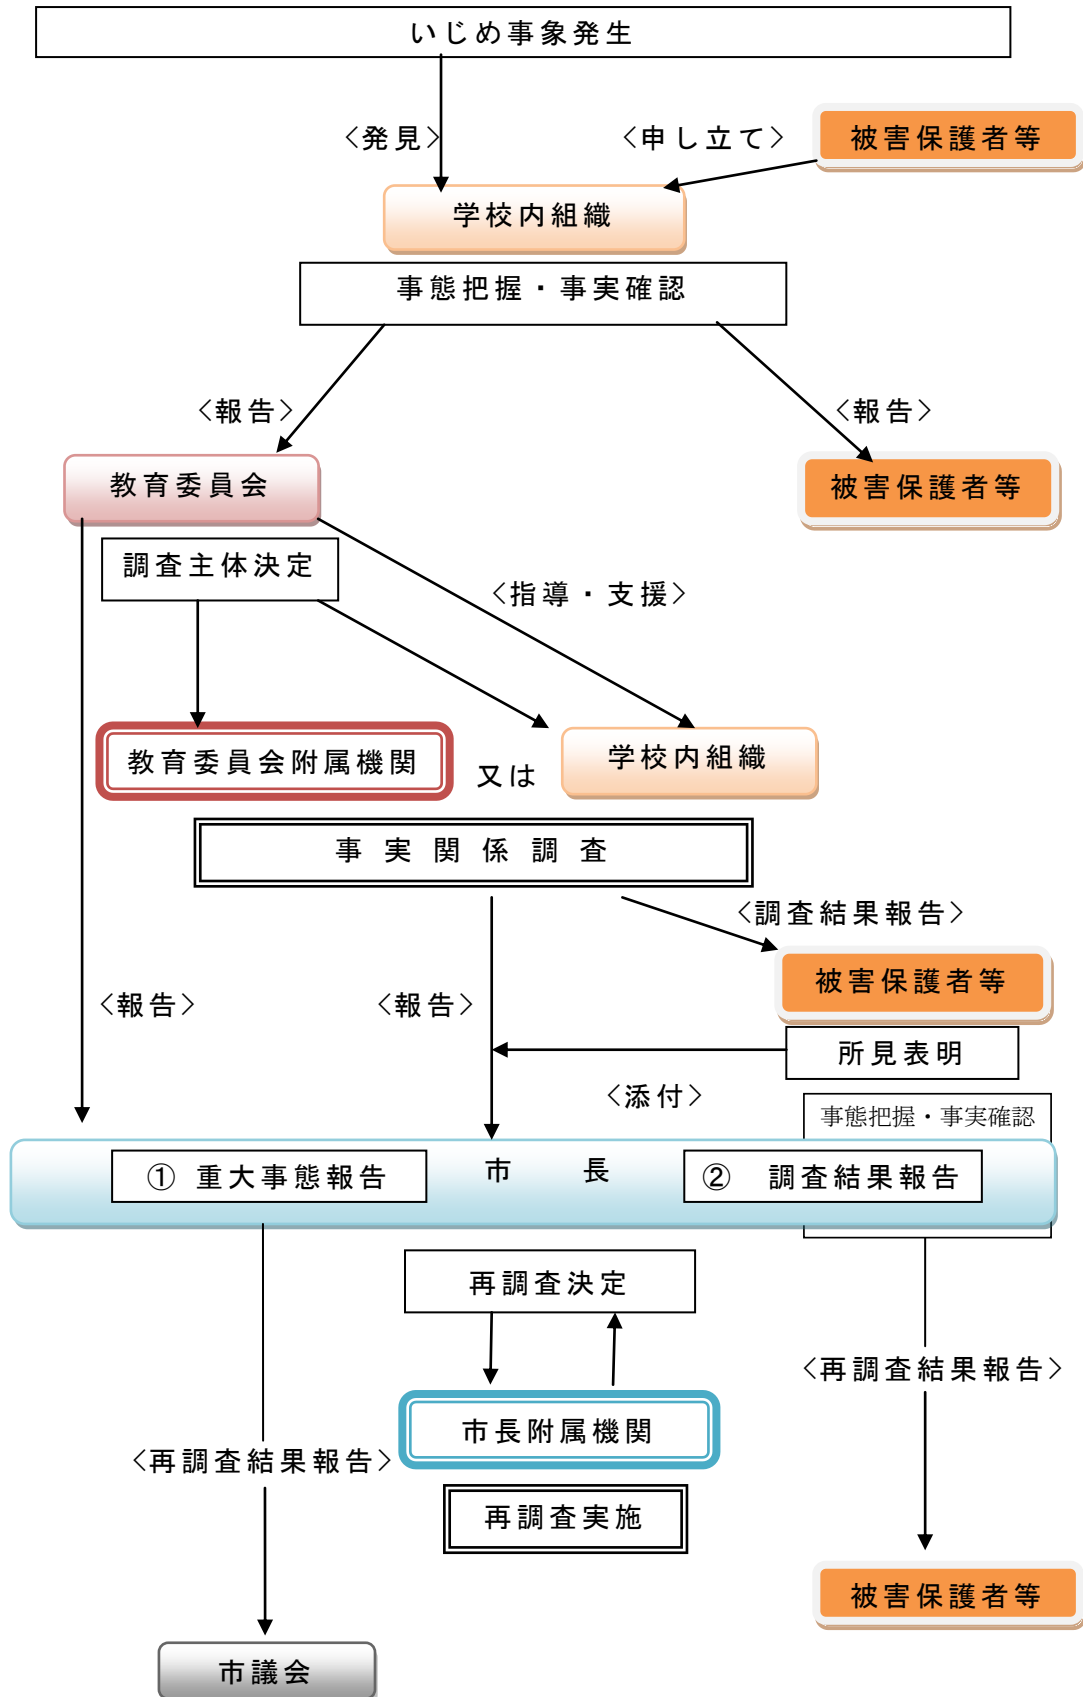 いじめ事象発生
〈発見〉
〈申し立て〉
被害保護者等
学校内組織
事態把握・事実確認
〈報告〉
〈報告〉
教育委員会
被害保護者等
調査主体決定
〈指導・支援〉
教育委員会附属機関
又は
学校内組織
事実関係調査
〈調査結果報告〉
被害保護者等
〈報告〉
〈報告〉
所見表明
〈添付〉
事態把握・事実確認
① 重大事態報告
市　長
② 調査結果報告
再調査決定
〈再調査結果報告〉
市長附属機関
〈再調査結果報告〉
再調査実施
被害保護者等
市議会